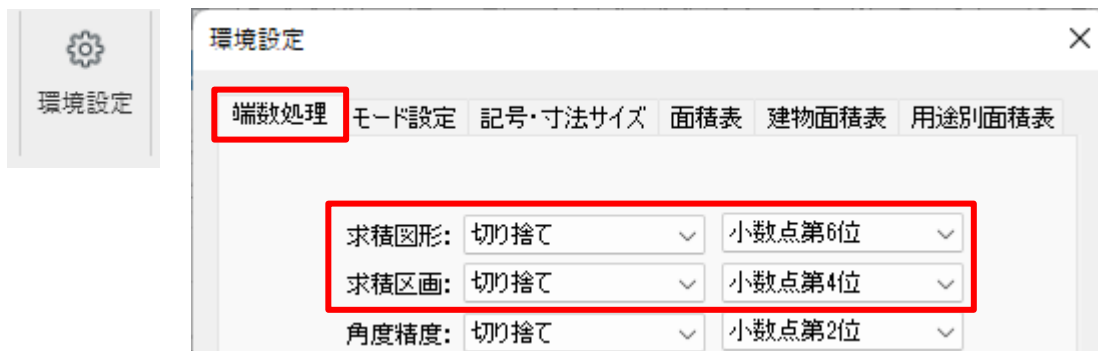 環境設定
環境設定
端数処理 モード設定 記号・寸法サイズ 面積表 建物面積表 用途別面積表
求積図形: 切り捨て 小数点第6位
求積区画: 切り捨て 小数点第4位
角度精度: 切り捨て 小数点第2位